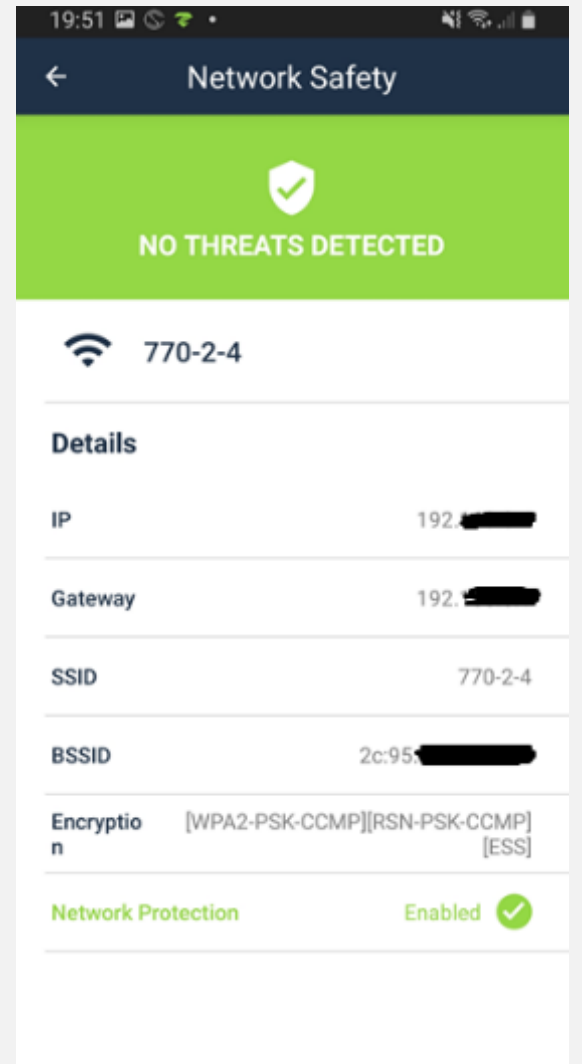 19:51
Network Safety
NO THREATS DETECTED
770-2-4
Details
IP 192.
Gateway 192.
SSID 770-2-4
BSSID 2c:95:
Encryptio
n
[WPA2-PSK-CCMP][RSN-PSK-CCMP]
[ESS]
Network Protection Enabled